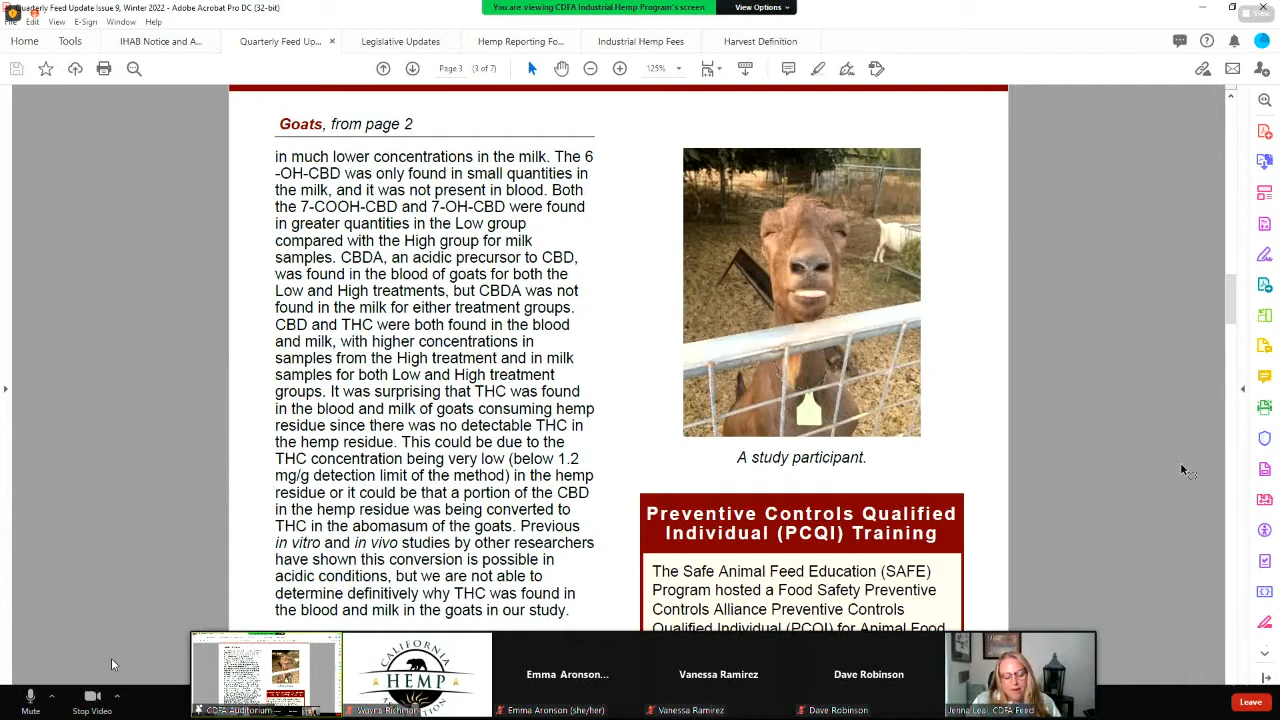 Quarterly Feed Update Issue 9, Winter 2022 - Adobe Acrobat Pro DC (32-bit)
You are viewing CDFA Industrial Hemp Program's screen
View Options
View
File Edit View E-Sign Window Help
Home Tools IHAB Notice and A... Quarterly Feed Up... × Legislative Updates Hemp Reporting Fo... Industrial Hemp Fees Harvest Definition
Page 3 (3 of 7) 125%
Goats, from page 2
in much lower concentrations in the milk. The 6
-OH-CBD was only found in small quantities in
the milk, and it was not present in blood. Both
the 7-COOH-CBD and 7-OH-CBD were found
in greater quantities in the Low group
compared with the High group for milk
samples. CBDA, an acidic precursor to CBD,
was found in the blood of goats for both the
Low and High treatments, but CBDA was not
found in the milk for either treatment groups.
CBD and THC were both found in the blood
and milk, with higher concentrations in
samples from the High treatment and in milk
samples for both Low and High treatment
groups. It was surprising that THC was found
in the blood and milk of goats consuming hemp
residue since there was no detectable THC in
the hemp residue. This could be due to the
THC concentration being very low (below 1.2
mg/g detection limit of the method) in the hemp
residue or it could be that a portion of the CBD
in the hemp residue was being converted to
THC in the abomasum of the goats. Previous
in vitro and in vivo studies by other researchers
have shown this conversion is possible in
acidic conditions, but we are not able to
determine definitively why THC was found in
the blood and milk in the goats in our study.
A study participant.
Preventive Controls Qualified
Individual (PCQI) Training
The Safe Animal Feed Education (SAFE)
Program hosted a Food Safety Preventive
Controls Alliance Preventive Controls
Qualified Individual (PCQI) for Animal Food
CALIFORNIA
HEMP
Emma Aronson... Vanessa Ramirez Dave Robinson
CDFA Auditorium Wayne Richman Emma Aronson (she/her) Vanessa Ramirez Dave Robinson Jenna Leal_CDFA Feed
Mute Stop Video Leave